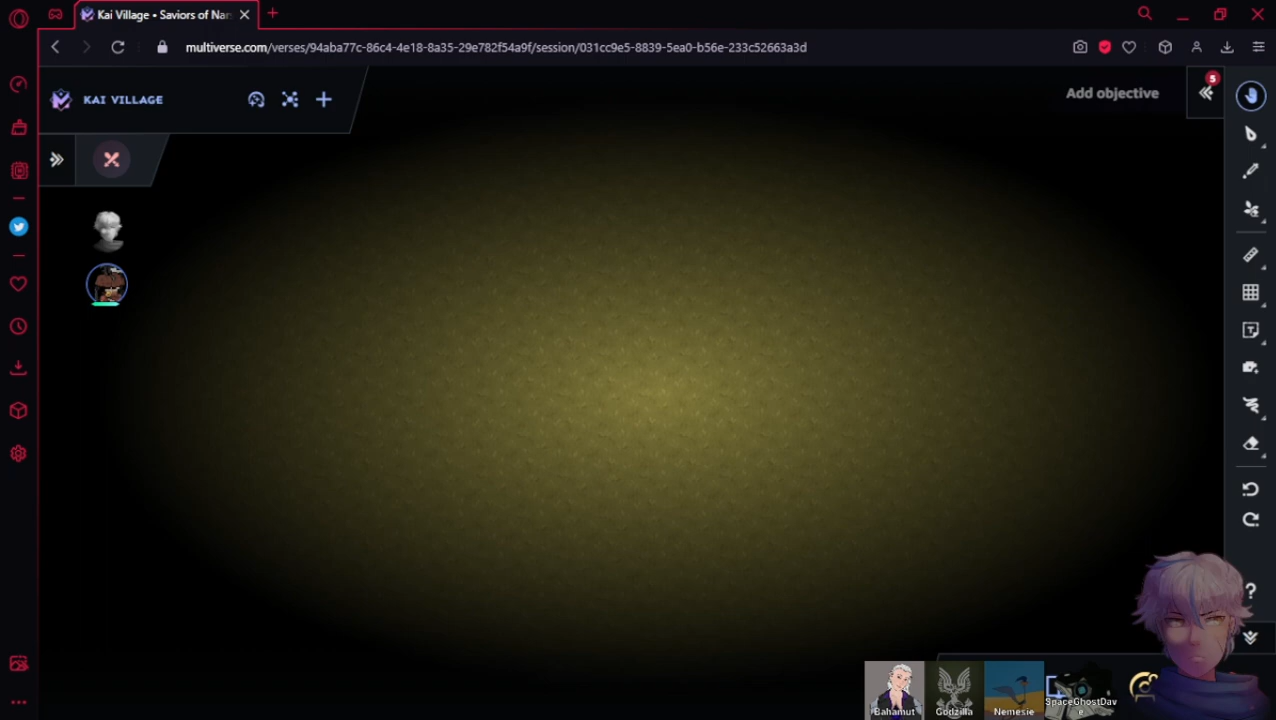 Kai Village • Saviors of Nar
multiverse.com/verses/94aba77c-86c4-4e18-8a35-29e782f54a9f/session/031cc9e5-8839-5ea0-b56e-233c52663a3d
KAI VILLAGE
Add objective
5
T
?
Bahamut
Godzilla
Nemesie
SpaceGhostDav
e